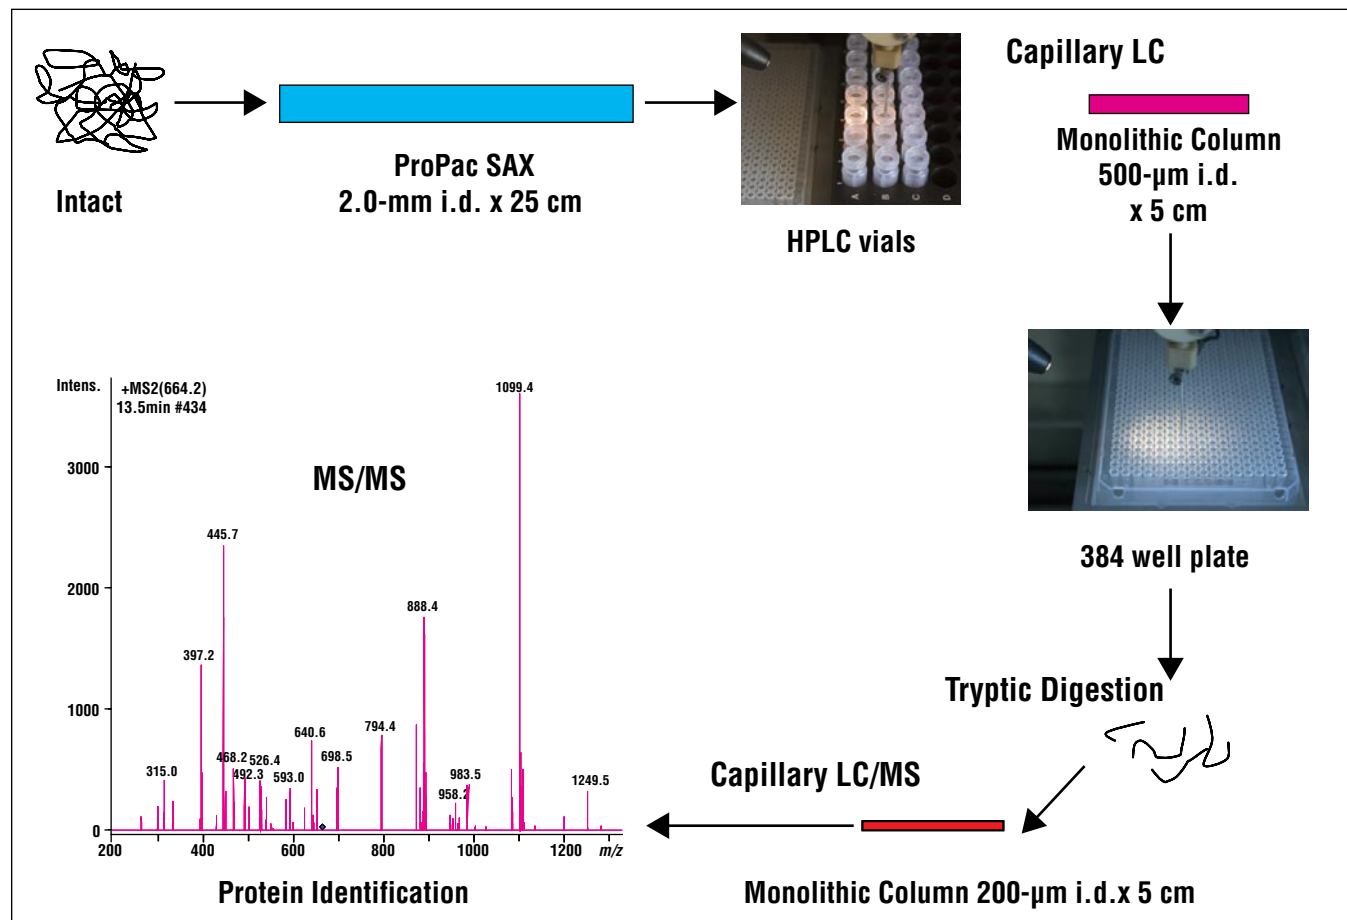 Intact
ProPac SAX
2.0-mm i.d. x 25 cm
HPLC vials
A
B
C
D
Capillary LC
Monolithic Column
500-µm i.d.
x 5 cm
384 well plate
Tryptic Digestion
Capillary LC/MS
Monolithic Column 200-µm i.d.x 5 cm
Intens.
+MS2(664.2)
13.5min #434
MS/MS
3000
2000
1000
0
1099.4
445.7
888.4
397.2
794.4
640.6
698.5
468.2
526.4
492.3
593.0
315.0
983.5
958.2
1249.5
200
400
600
800
1000
1200
m/z
Protein Identification